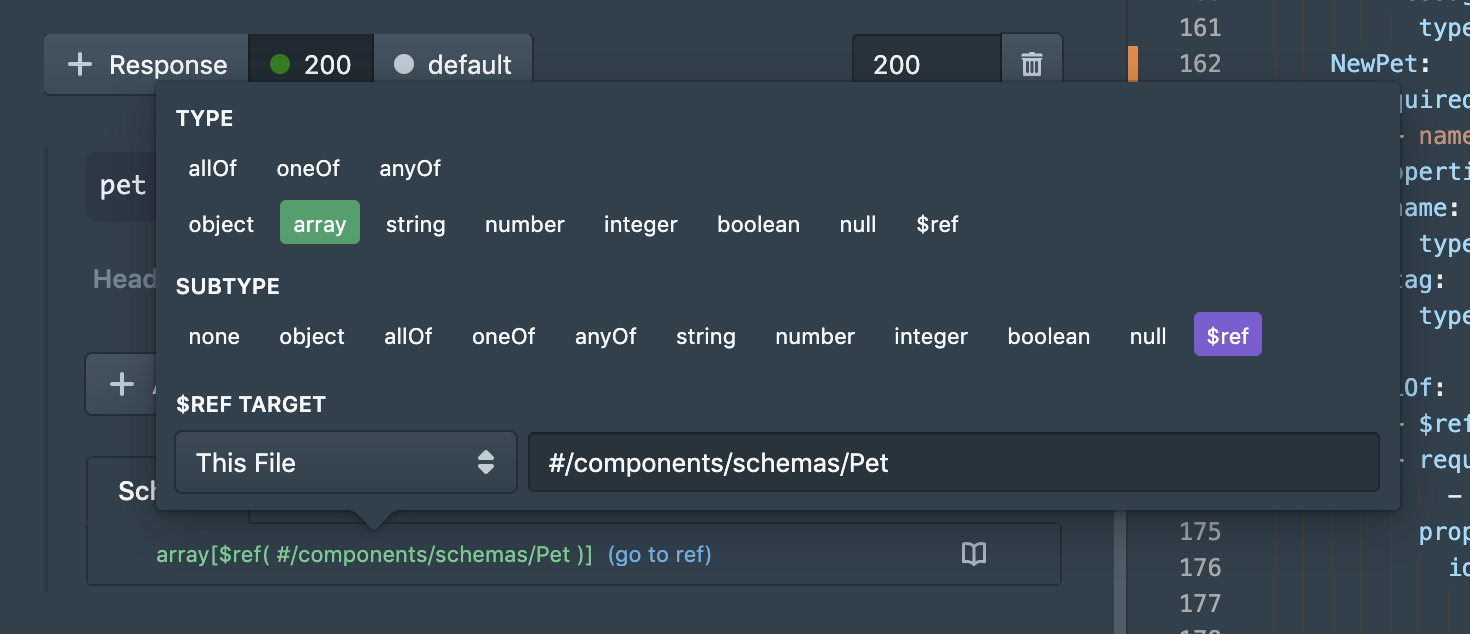 Response 200 default 200
TYPE
allOf oneOf anyOf
object array string number integer boolean null $ref
SUBTYPE
none object allOf oneOf anyOf string number integer boolean null $ref
$REF TARGET
This File #/components/schemas/Pet
array[$ref( #/components/schemas/Pet )] (go to ref)
pet
Head
Sch
161 type
162 NewPet:
quired
- name
operti
ame:
type
tag:
type
lOf:
- $ref
- requ
-
175 prop
176 id
177